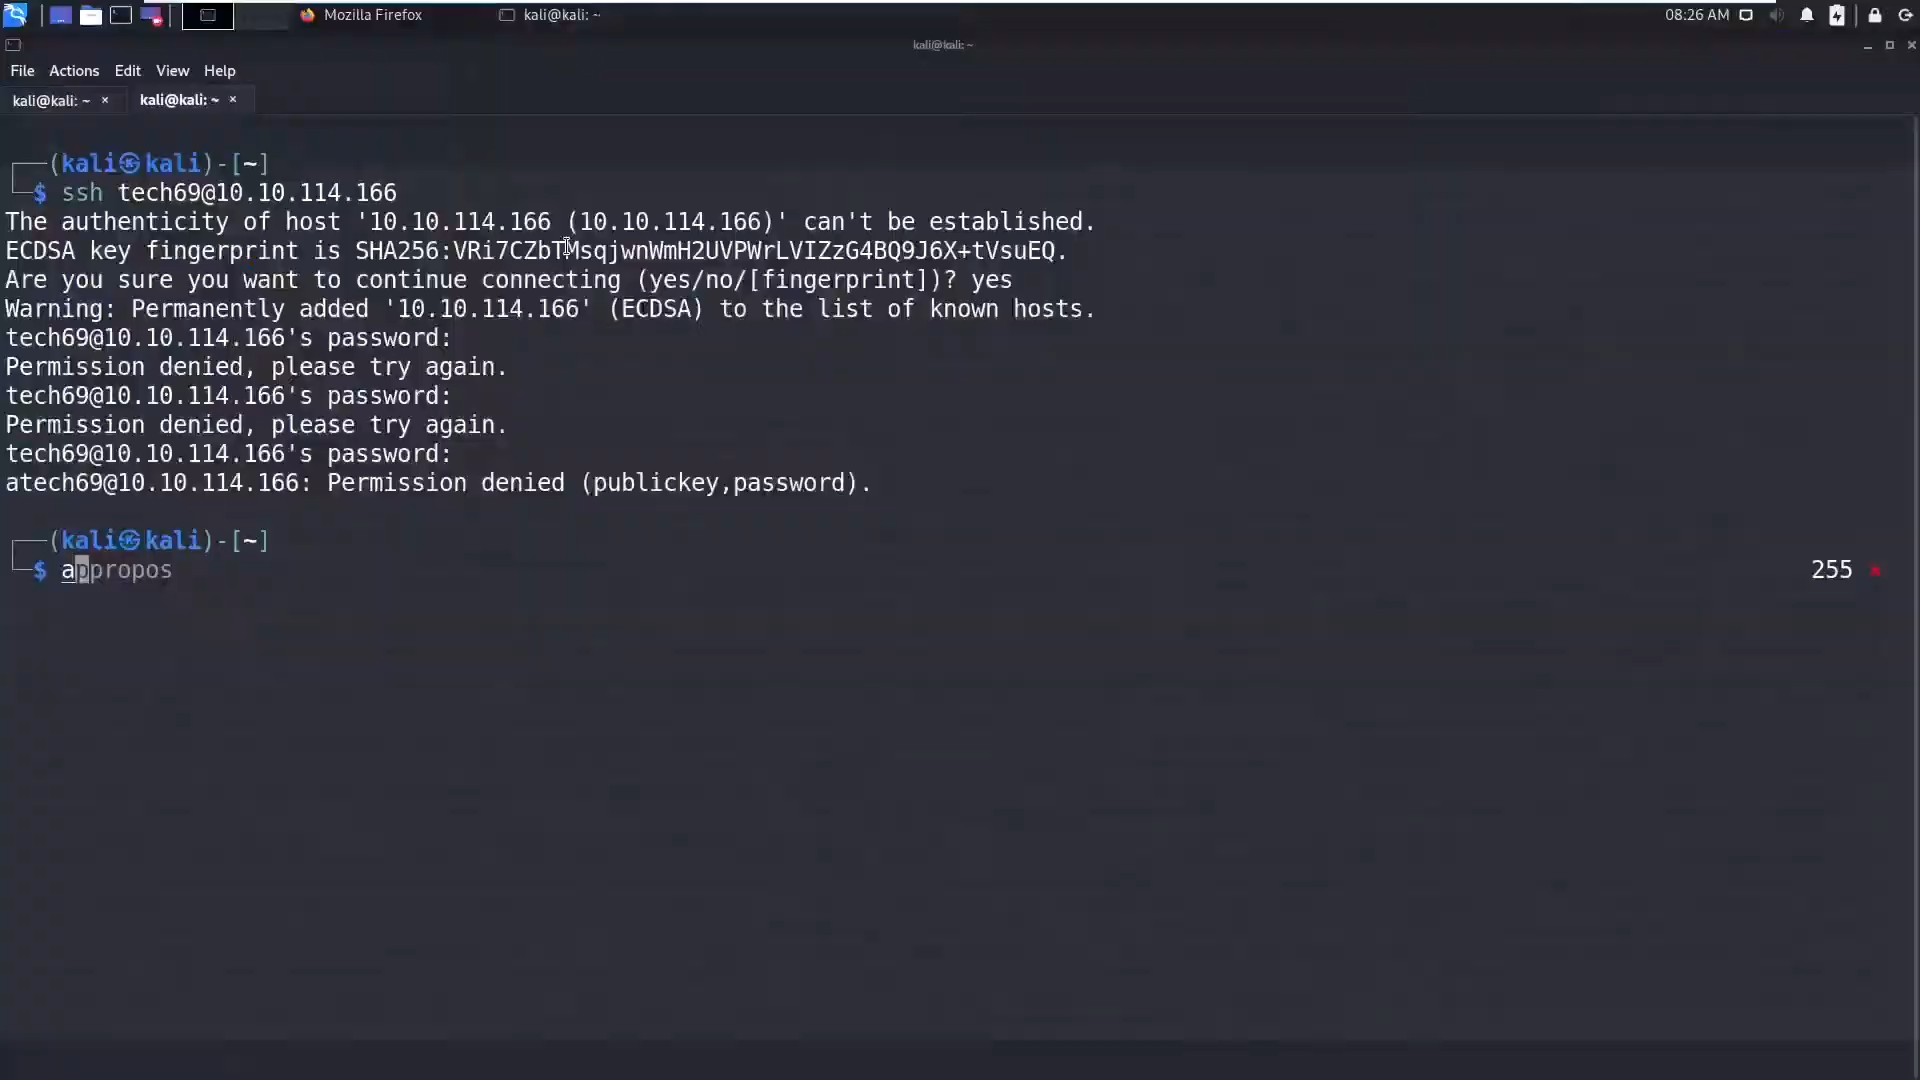 Mozilla Firefox
kali@kali: ~
08:26 AM
kali@kali: ~
File Actions Edit View Help
kali@kali: ~ × kali@kali: ~ ×
(kali㉿kali)-[~]
$ ssh tech69@10.10.114.166
The authenticity of host '10.10.114.166 (10.10.114.166)' can't be established.
ECDSA key fingerprint is SHA256:VRi7CZbTMsqjwnWmH2UVPWrLVIZzG4BQ9J6X+tVsuEQ.
Are you sure you want to continue connecting (yes/no/[fingerprint])? yes
Warning: Permanently added '10.10.114.166' (ECDSA) to the list of known hosts.
tech69@10.10.114.166's password:
Permission denied, please try again.
tech69@10.10.114.166's password:
Permission denied, please try again.
tech69@10.10.114.166's password:
atech69@10.10.114.166: Permission denied (publickey,password).
(kali㉿kali)-[~]
$ appropos 255